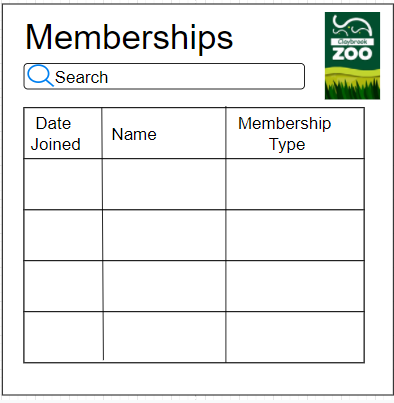 Memberships
Claybrook
ZOO
Search
Date
Joined
Name
Membership
Type